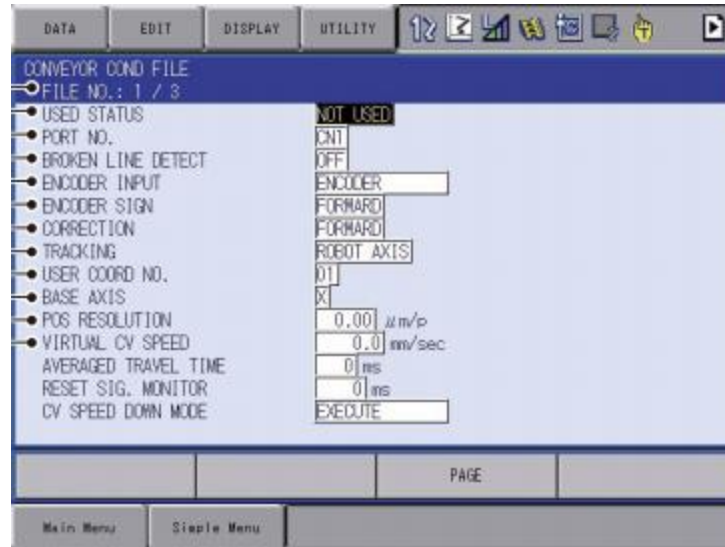 DATA EDIT DISPLAY UTILITY
CONVEYOR COND FILE
FILE NO.: 1 / 3
USED STATUS NOT USED
PORT NO. CN1
BROKEN LINE DETECT OFF
ENCODER INPUT ENCODER
ENCODER SIGN FORWARD
CORRECTION FORWARD
TRACKING ROBOT AXIS
USER COORD NO. 01
BASE AXIS X
POS RESOLUTION 0.00 μm/p
VIRTUAL CV SPEED 0.0 mm/sec
AVERAGED TRAVEL TIME 0 ms
RESET SIG. MONITOR 0 ms
CV SPEED DOWN MODE EXECUTE
PAGE
Main Menu Simple Menu